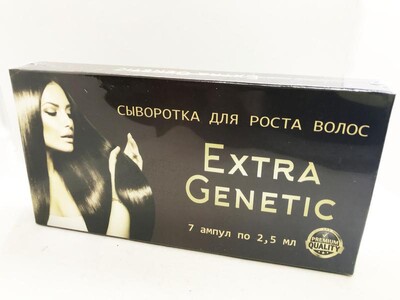 СЫВОРОТКА ДЛЯ РОСТА ВОЛОС
EXTRA
GENETIC
7 ампул по 2,5 мл
PREMIUM
QUALITY